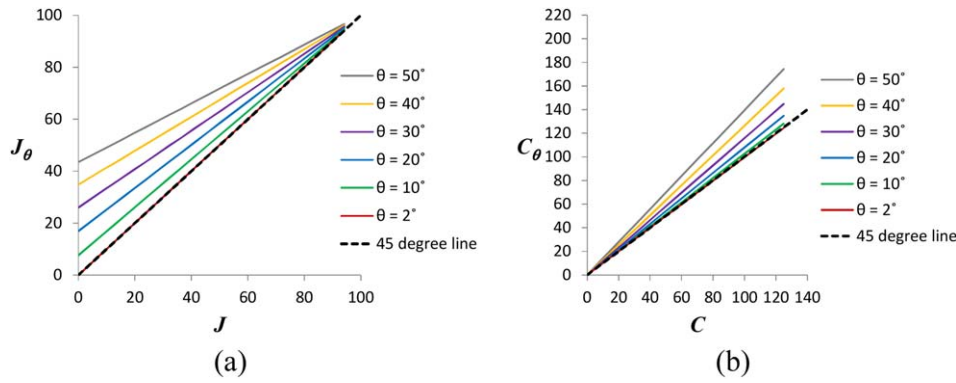 100
80
60
40
20
0
J_θ
0 20 40 60 80 100
J
θ = 50˚
θ = 40˚
θ = 30˚
θ = 20˚
θ = 10˚
θ = 2˚
45 degree line
(a)
220
200
180
160
140
120
100
80
60
40
20
0
C_θ
0 20 40 60 80 100 120 140
C
θ = 50˚
θ = 40˚
θ = 30˚
θ = 20˚
θ = 10˚
θ = 2˚
45 degree line
(b)